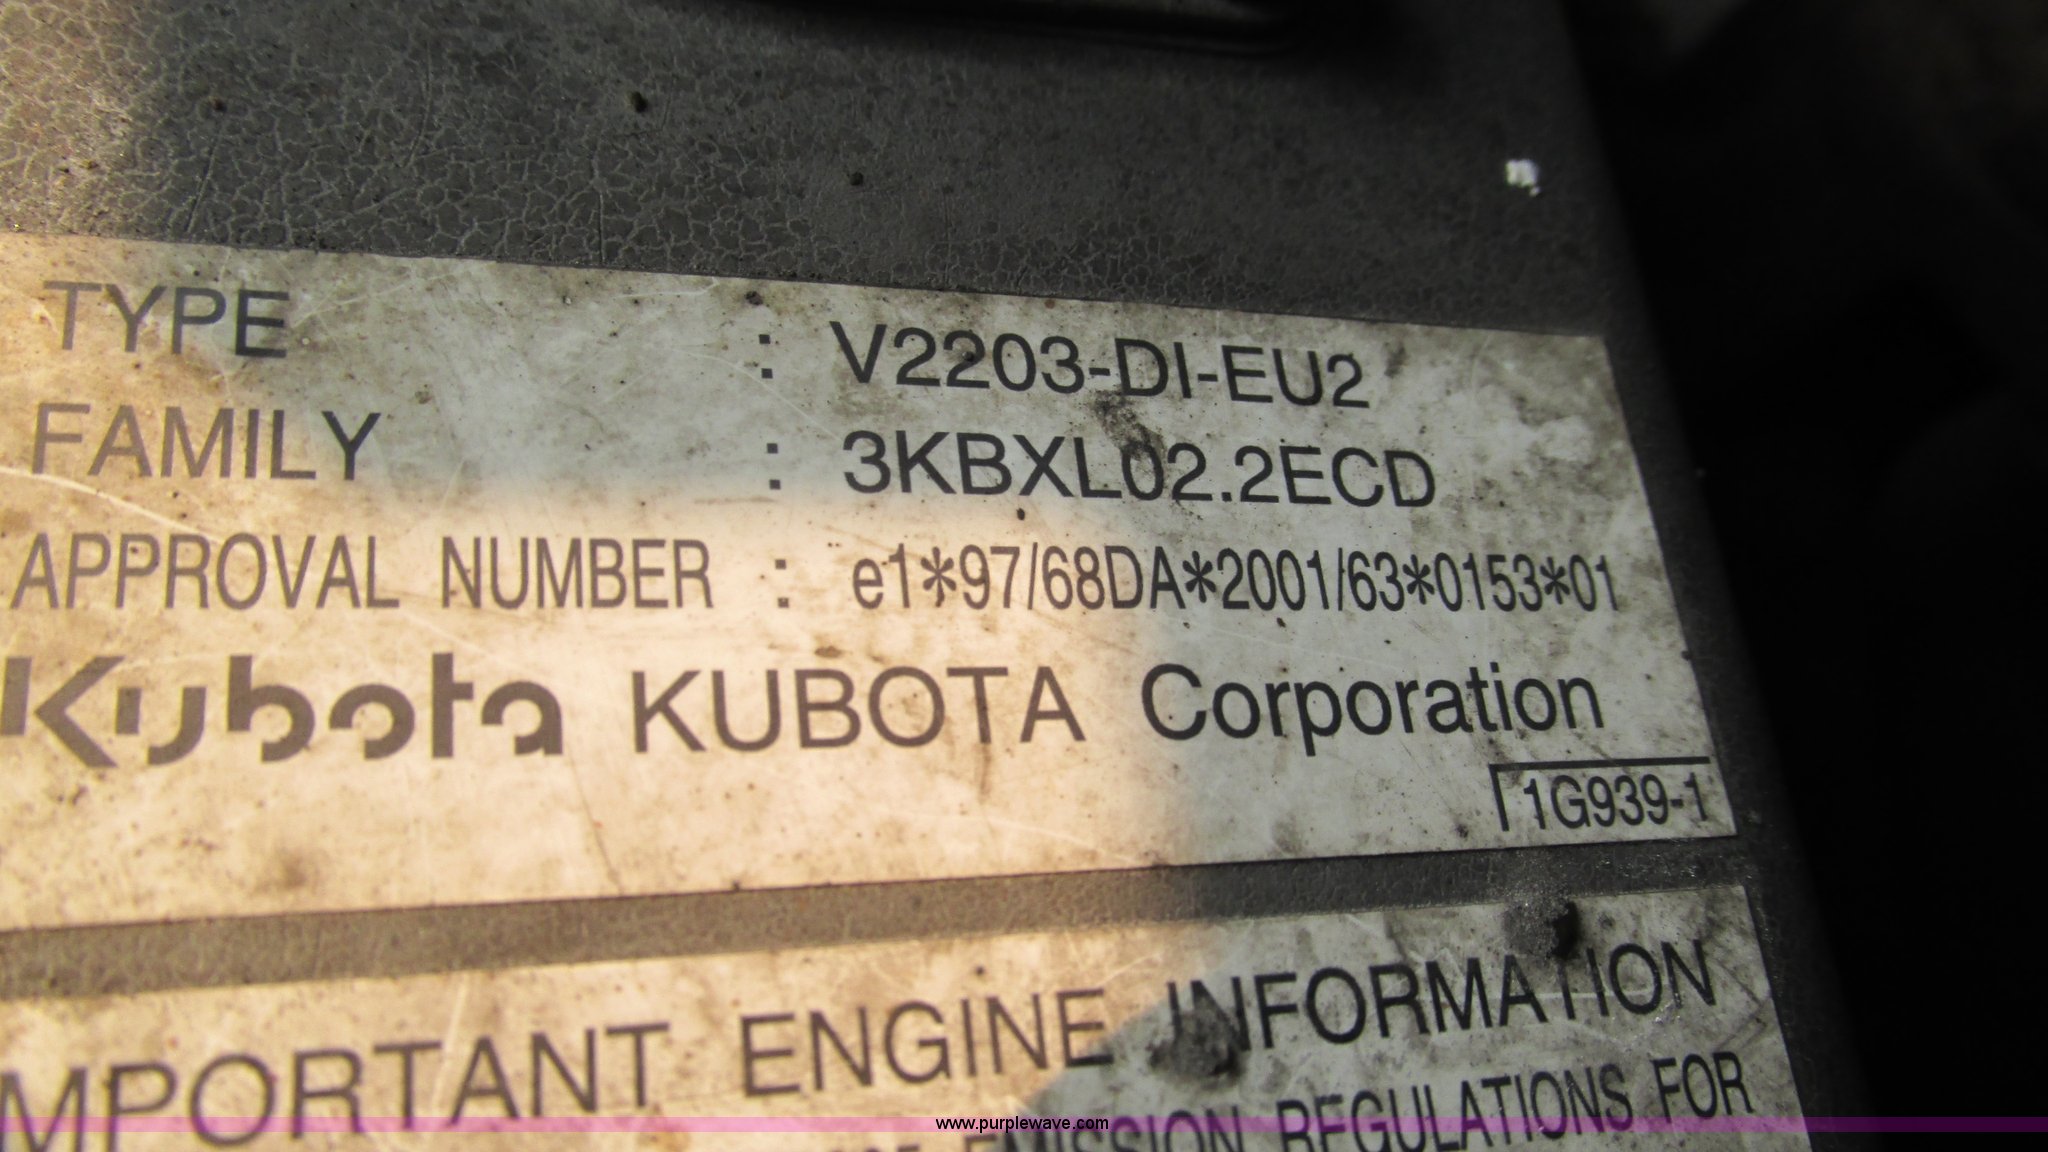 TYPE : V2203-DI-EU2
FAMILY : 3KBXL02.2ECD
APPROVAL NUMBER : e1*97/68DA*2001/63*0153*01
Kubota KUBOTA Corporation
1G939-1
MPORTANT ENGINE INFORMATION
EMISSION REGULATIONS FOR
www.purplewave.com